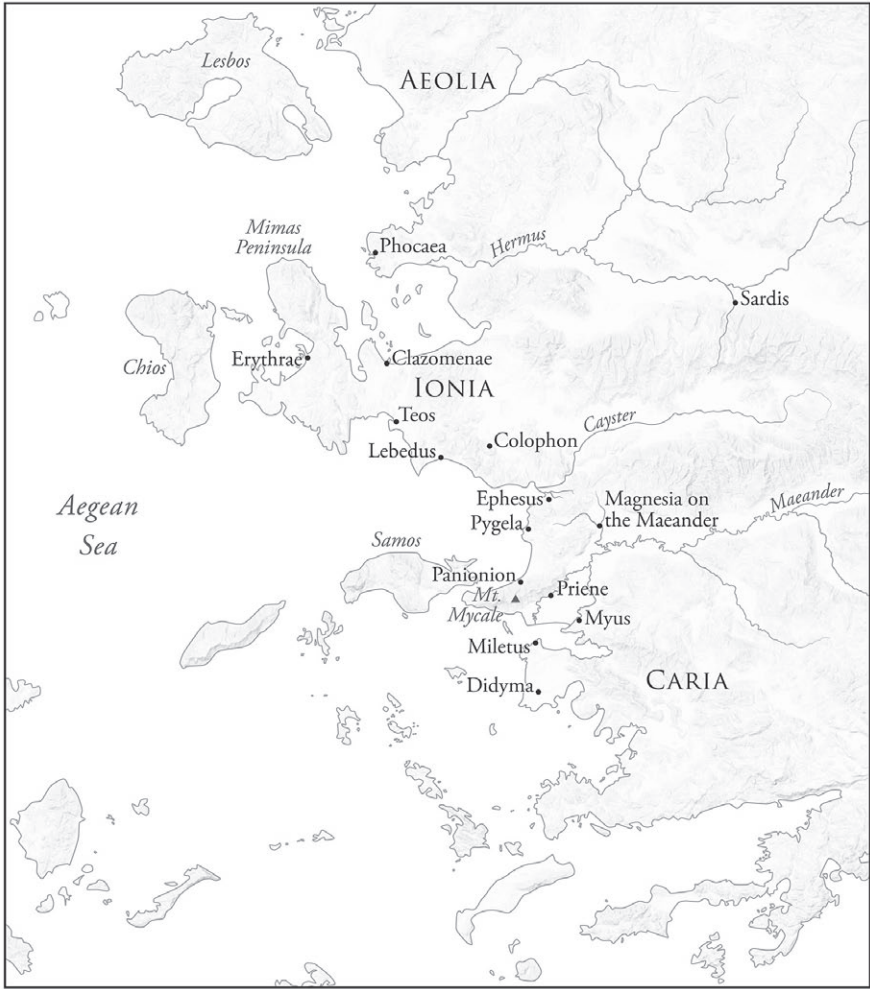 Lesbos
AEOLIA
Mimas
Peninsula
Phocaea
Hermus
Sardis
Chios
Erythrae
Clazomenae
IONIA
Teos
Cayster
Colophon
Lebedus
Aegean
Sea
Ephesus
Magnesia on
the Maeander
Maeander
Pygela
Samos
Panionion
Priene
Mt.
Mycale
Myus
Miletus
Didyma
CARIA